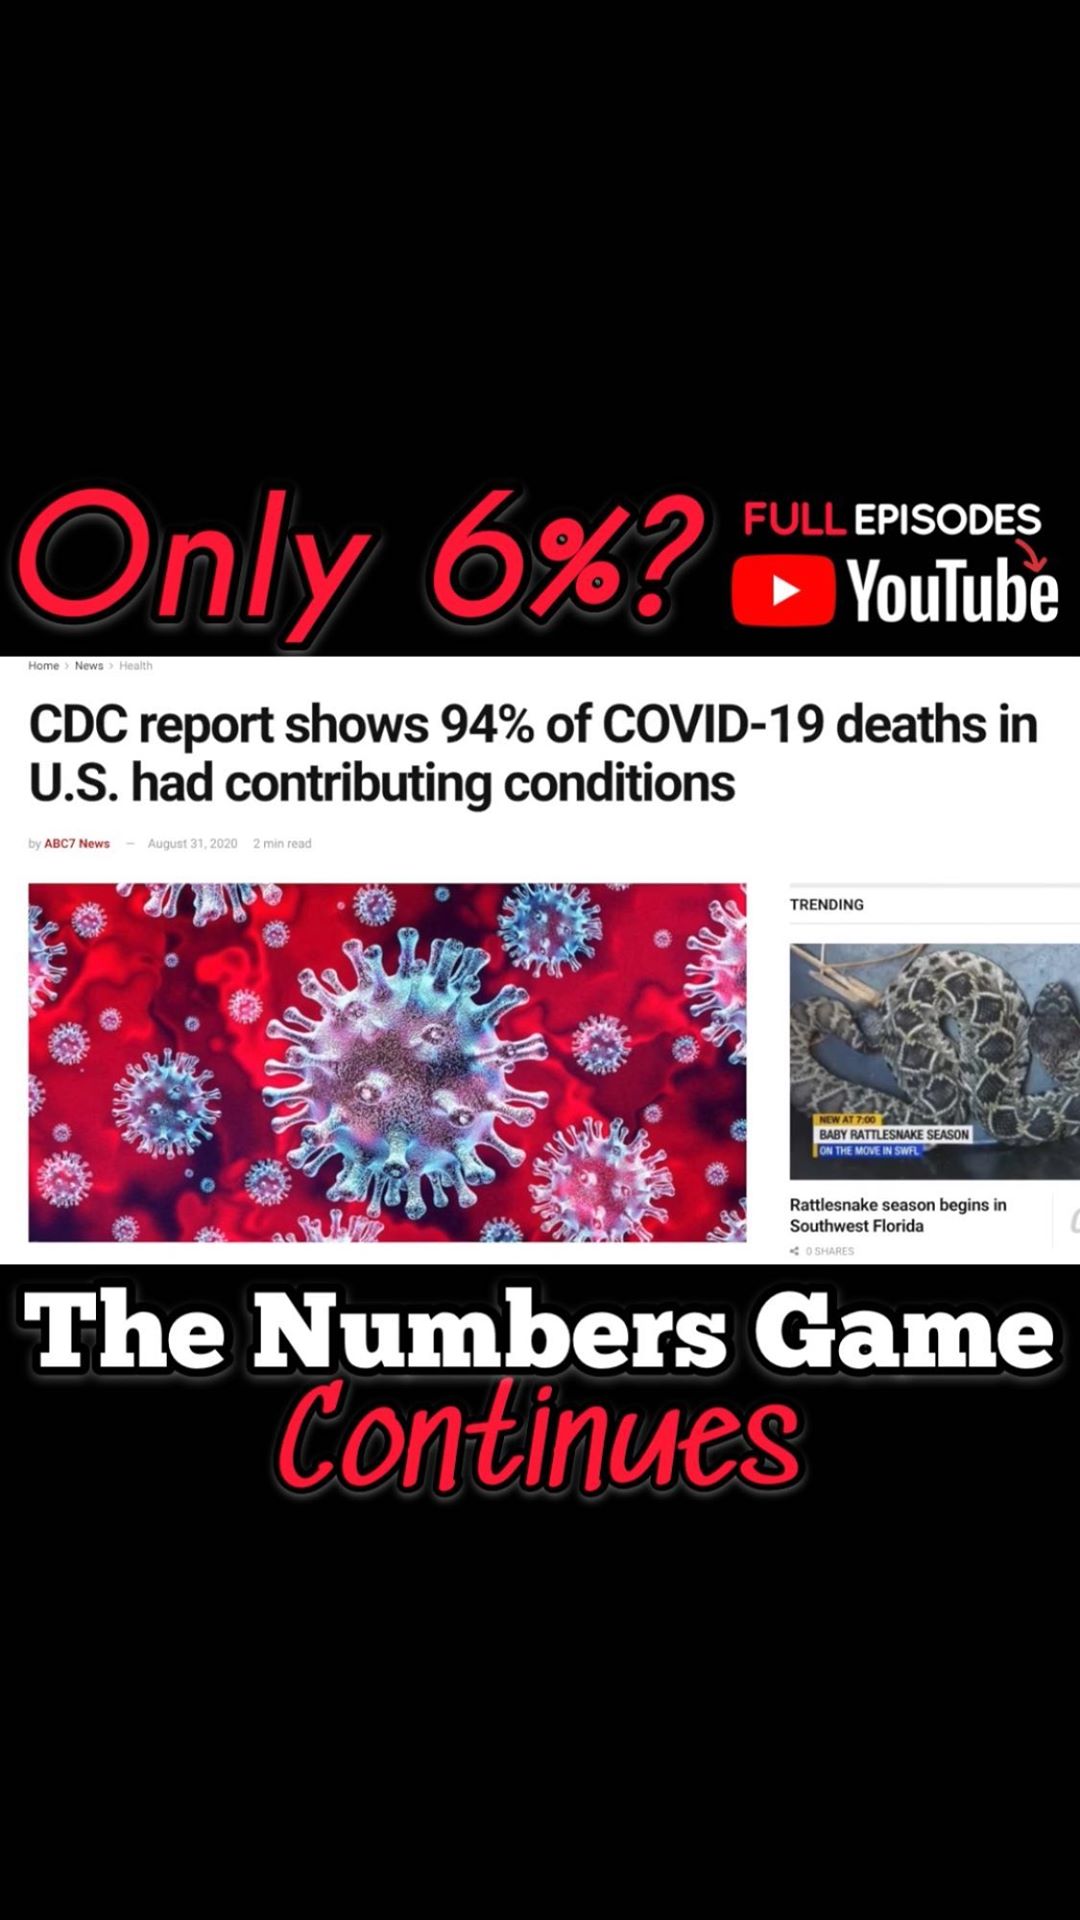 Only 6%?
FULL EPISODES
YouTube
Home > News > Health
CDC report shows 94% of COVID-19 deaths in
U.S. had contributing conditions
by ABC7 News — August 31, 2020 2 min read
TRENDING
NEW AT 7:00
BABY RATTLESNAKE SEASON
ON THE MOVE IN SWFL
Rattlesnake season begins in
Southwest Florida
0 SHARES
The Numbers Game
Continues